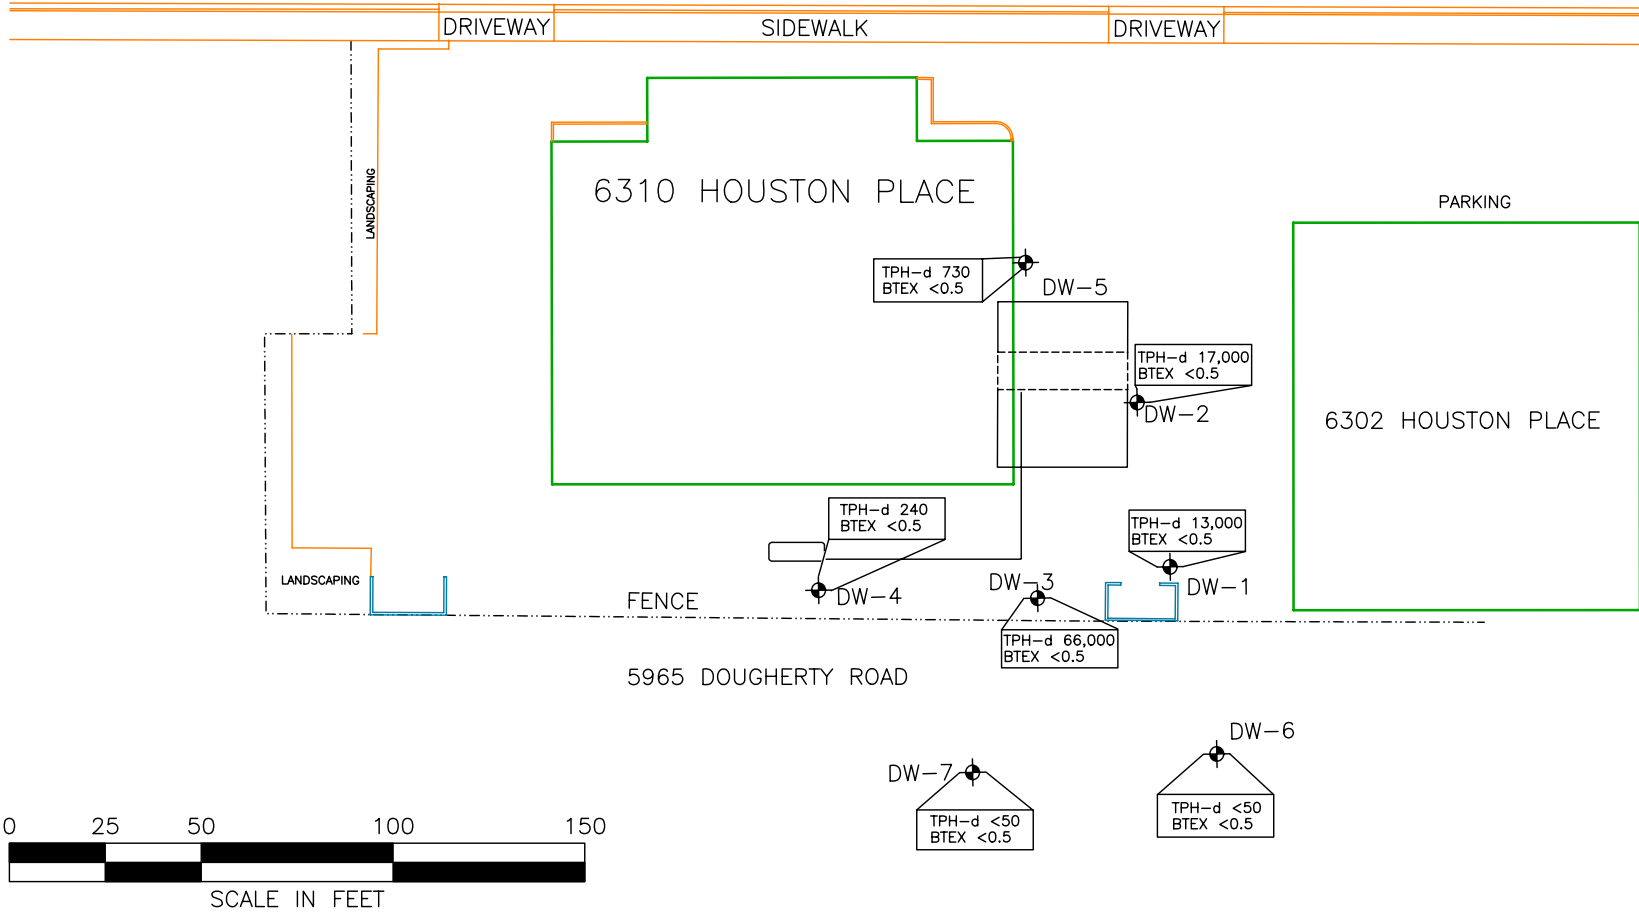 DRIVEWAY
SIDEWALK
DRIVEWAY
LANDSCAPING
6310 HOUSTON PLACE
PARKING
TPH-d 730
BTEX <0.5
DW-5
TPH-d 17,000
BTEX <0.5
DW-2
6302 HOUSTON PLACE
TPH-d 240
BTEX <0.5
TPH-d 13,000
BTEX <0.5
LANDSCAPING
FENCE
DW-4
DW-3
DW-1
TPH-d 66,000
BTEX <0.5
5965 DOUGHERTY ROAD
DW-6
DW-7
TPH-d <50
BTEX <0.5
TPH-d <50
BTEX <0.5
0 25 50 100 150
SCALE IN FEET